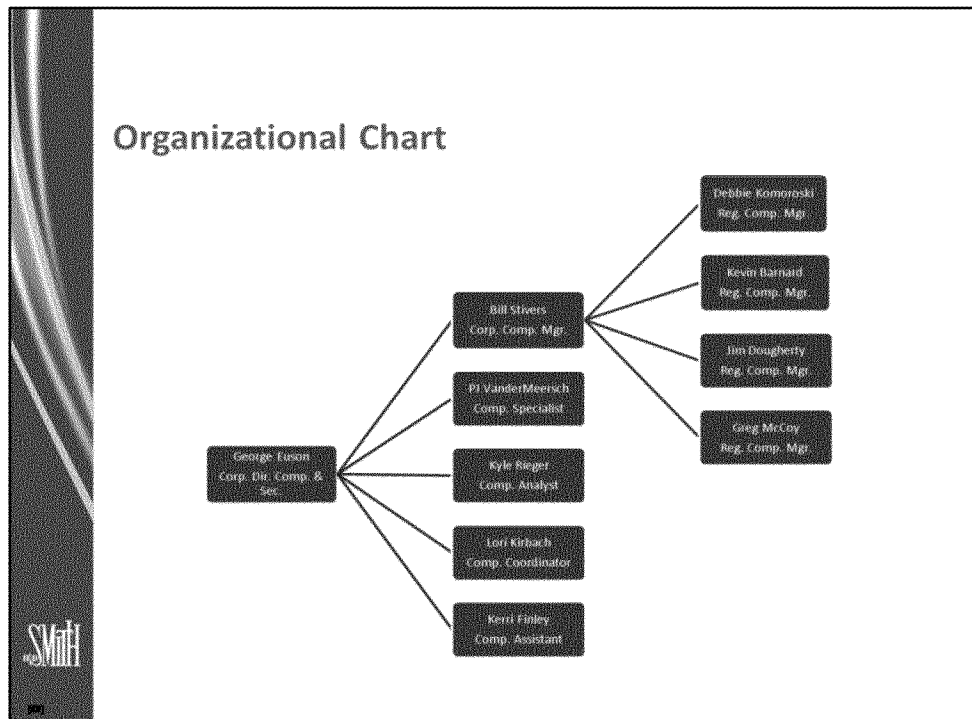 Organizational Chart
Debbie Komoroski
Reg. Comp. Mgr.
Kevin Barnard
Reg. Comp. Mgr.
Bill Stivers
Corp. Comp. Mgr.
Jim Dougherty
Reg. Comp. Mgr.
PJ VanderMeersch
Comp. Specialist
Greg McCoy
Reg. Comp. Mgr.
George Euson
Corp. Dir. Comp. &
Sec.
Kyle Rieger
Comp. Analyst
Lori Kirbach
Comp. Coordinator
Kerri Finley
Comp. Assistant
SMITH